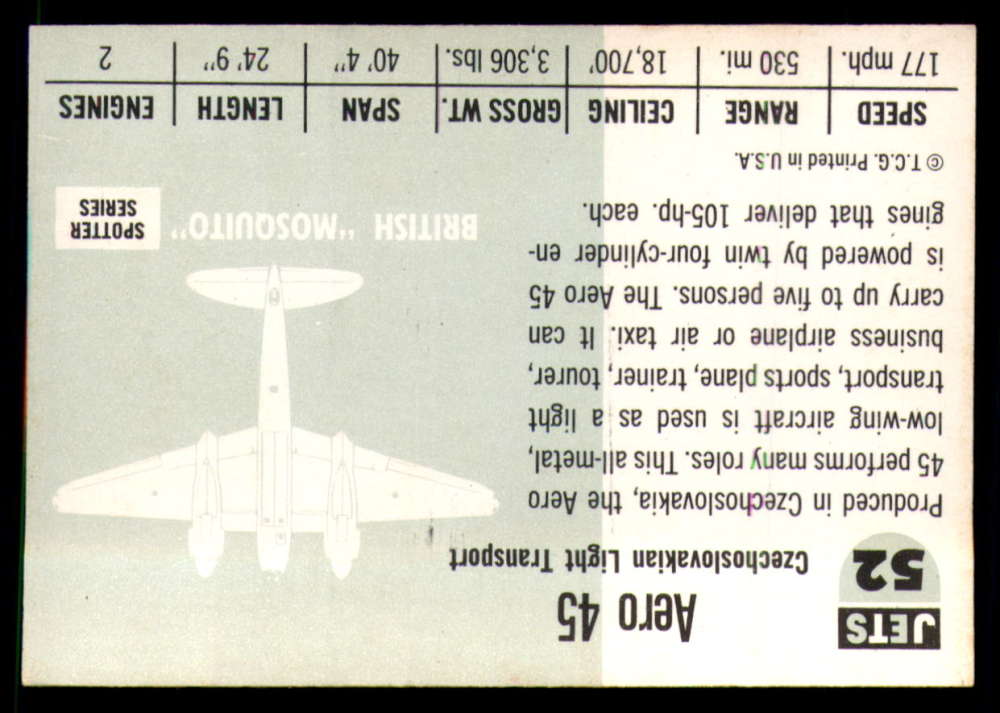 JETS
52
Aero 45
Czechoslovakian Light Transport
Produced in Czechoslovakia, the Aero
45 performs many roles. This all-metal,
low-wing aircraft is used as a light
transport, sports plane, trainer, tourer,
business airplane or air taxi. It can
carry up to five persons. The Aero 45
is powered by twin four-cylinder en-
gines that deliver 105-hp. each.
© T.C.G. Printed in U.S.A.
BRITISH "MOSQUITO"
SPOTTER
SERIES
SPEED RANGE CEILING GROSS WT. SPAN LENGTH ENGINES
177 mph. 530 mi. 18,700' 3,306 lbs. 40' 4" 24' 9" 2